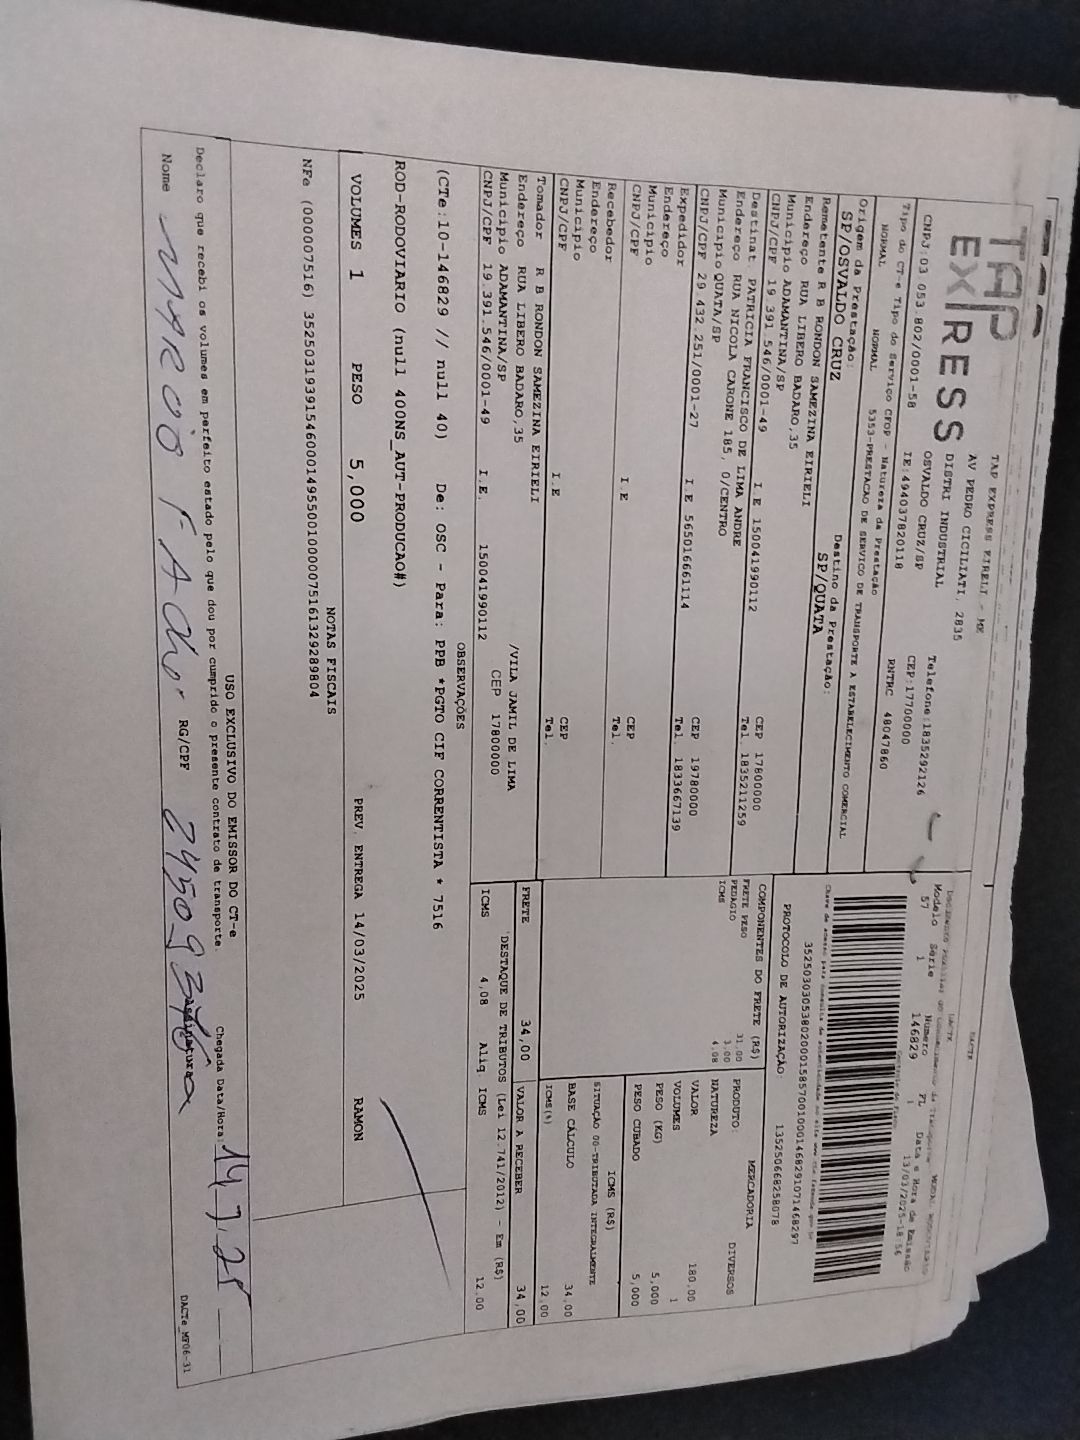 TAP EXPRESS
TAP EXPRESS EIRELI - ME
AV PEDRO CICILIATI, 2835
DISTRI INDUSTRIAL
OSVALDO CRUZ/SP
Telefone:1835292126
CEP:17700000
CNPJ:03.053.802/0001-58 IE:494037820118
RNTRC 48047860
Tipo do CT-e Tipo do Serviço CFOP - Natureza da Prestação
NORMAL NORMAL 5353-PRESTACAO DE SERVICO DE TRANSPORTE A ESTABELECIMENTO COMERCIAL
Origem da Prestação: Destino da Prestação:
SP/OSVALDO CRUZ SP/QUATA
Remetente R B RONDON SAMEZINA EIRIELI
Endereço RUA LIBERO BADARO,35
Municipio ADAMANTINA/SP CEP 17800000
CNPJ/CPF 19.391.546/0001-49 I.E 150041990112 Tel. 1835211259
Destinat. PATRICIA FRANCISCO DE LIMA ANDRE
Endereço RUA NICOLA CARONE 185, 0/CENTRO
Municipio QUATA/SP CEP 19780000
CNPJ/CPF 29.432.251/0001-27 I.E 565016661114 Tel. 1833667139
Expedidor
Endereço
Municipio CEP
CNPJ/CPF I.E Tel.
Recebedor
Endereço
Municipio CEP
CNPJ/CPF I.E Tel.
Tomador R B RONDON SAMEZINA EIRIELI
Endereço RUA LIBERO BADARO,35 /VILA JAMIL DE LIMA
Municipio ADAMANTINA/SP CEP 17800000
CNPJ/CPF 19.391.546/0001-49 I.E. 150041990112
DACTE
Modelo Serie Numero FL Data e Hora de Emissão
57 1 146829 1 13/03/2025-18:56
Controle do Fisco
35250303053802000158570010001468291071468297
PROTOCOLO DE AUTORIZAÇÃO: 135250668258078
COMPONENTES DO FRETE (R$)
FRETE PESO 31,00
PEDAGIO 3,00
ICMS 4,08
PRODUTO: MERCADORIA
NATUREZA DIVERSOS
VALOR 180,00
VOLUMES 1
PESO (KG) 5,000
PESO CUBADO 5,000
ICMS (R$)
SITUAÇÃO 00-TRIBUTADA INTEGRALMENTE
BASE CÁLCULO 34,00
ICMS(%) 12,00
FRETE 34,00 VALOR A RECEBER 34,00
DESTAQUE DE TRIBUTOS (Lei 12.741/2012) - Em (R$)
ICMS 4,08 Aliq ICMS 12,00
OBSERVAÇÕES
(CTe:10-146829 // null 40) De: OSC - Para: PPB *PGTO CIF CORRENTISTA * 7516
ROD-RODOVIARIO (null 400NS_AUT-PRODUCAO#)
VOLUMES 1 PESO 5,000 PREV. ENTREGA 14/03/2025 RAMON
NOTAS FISCAIS
NFe (000007516) 35250319391546000149550010000075161329289804
USO EXCLUSIVO DO EMISSOR DO CT-e
Declaro que recebi os volumes em perfeito estado pelo que dou por cumprido o presente contrato de transporte.
Chegada Data/Hora:
Nome RG/CPF Assinatura
DACTe_MF06-31